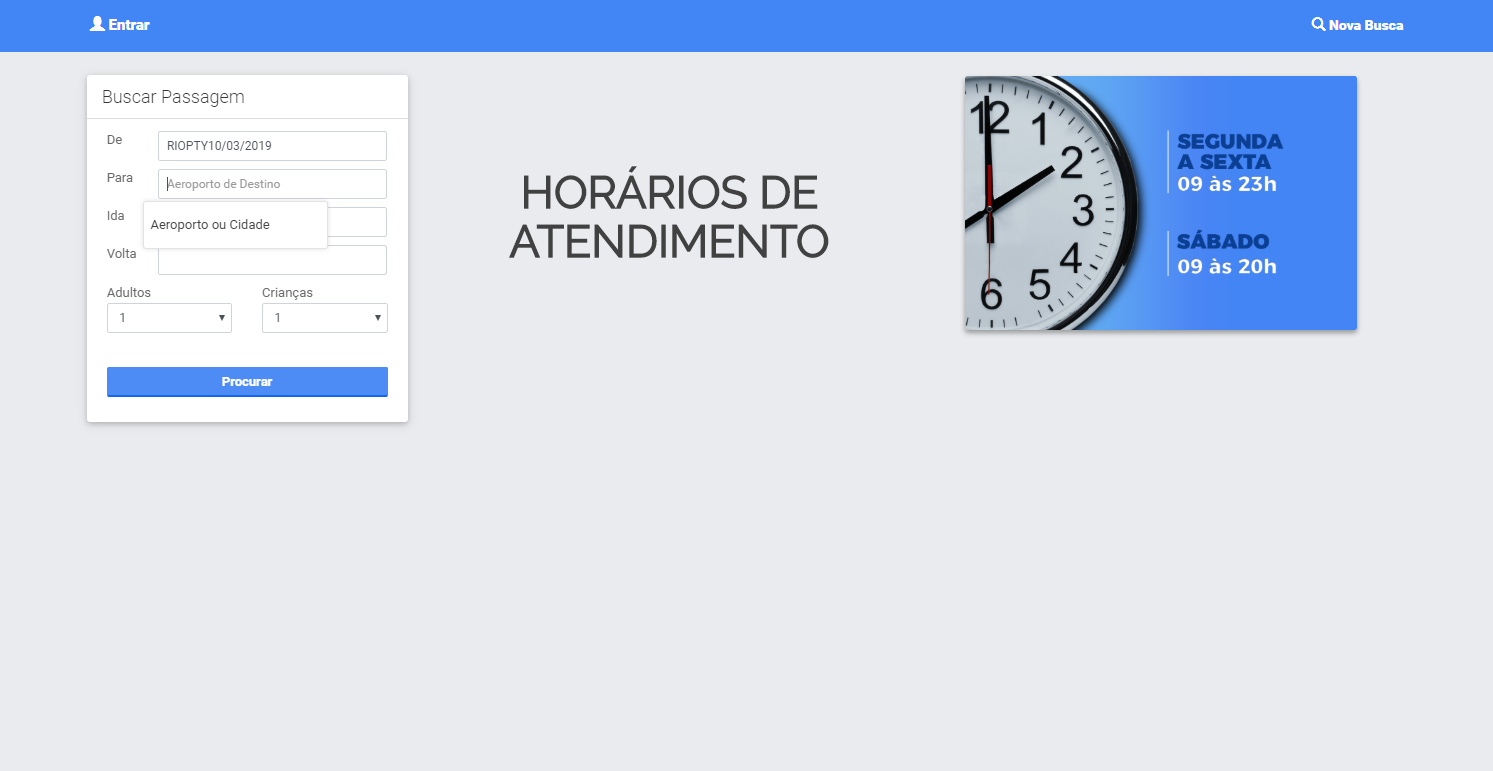 Entrar
Nova Busca
Buscar Passagem
De
RIOPTY10/03/2019
Para
Aeroporto de Destino
Ida
Aeroporto ou Cidade
Volta
Adultos
Crianças
1
1
Procurar
HORÁRIOS DE
ATENDIMENTO
12
1
2
3
4
5
6
SEGUNDA
A SEXTA
09 às 23h
SÁBADO
09 às 20h